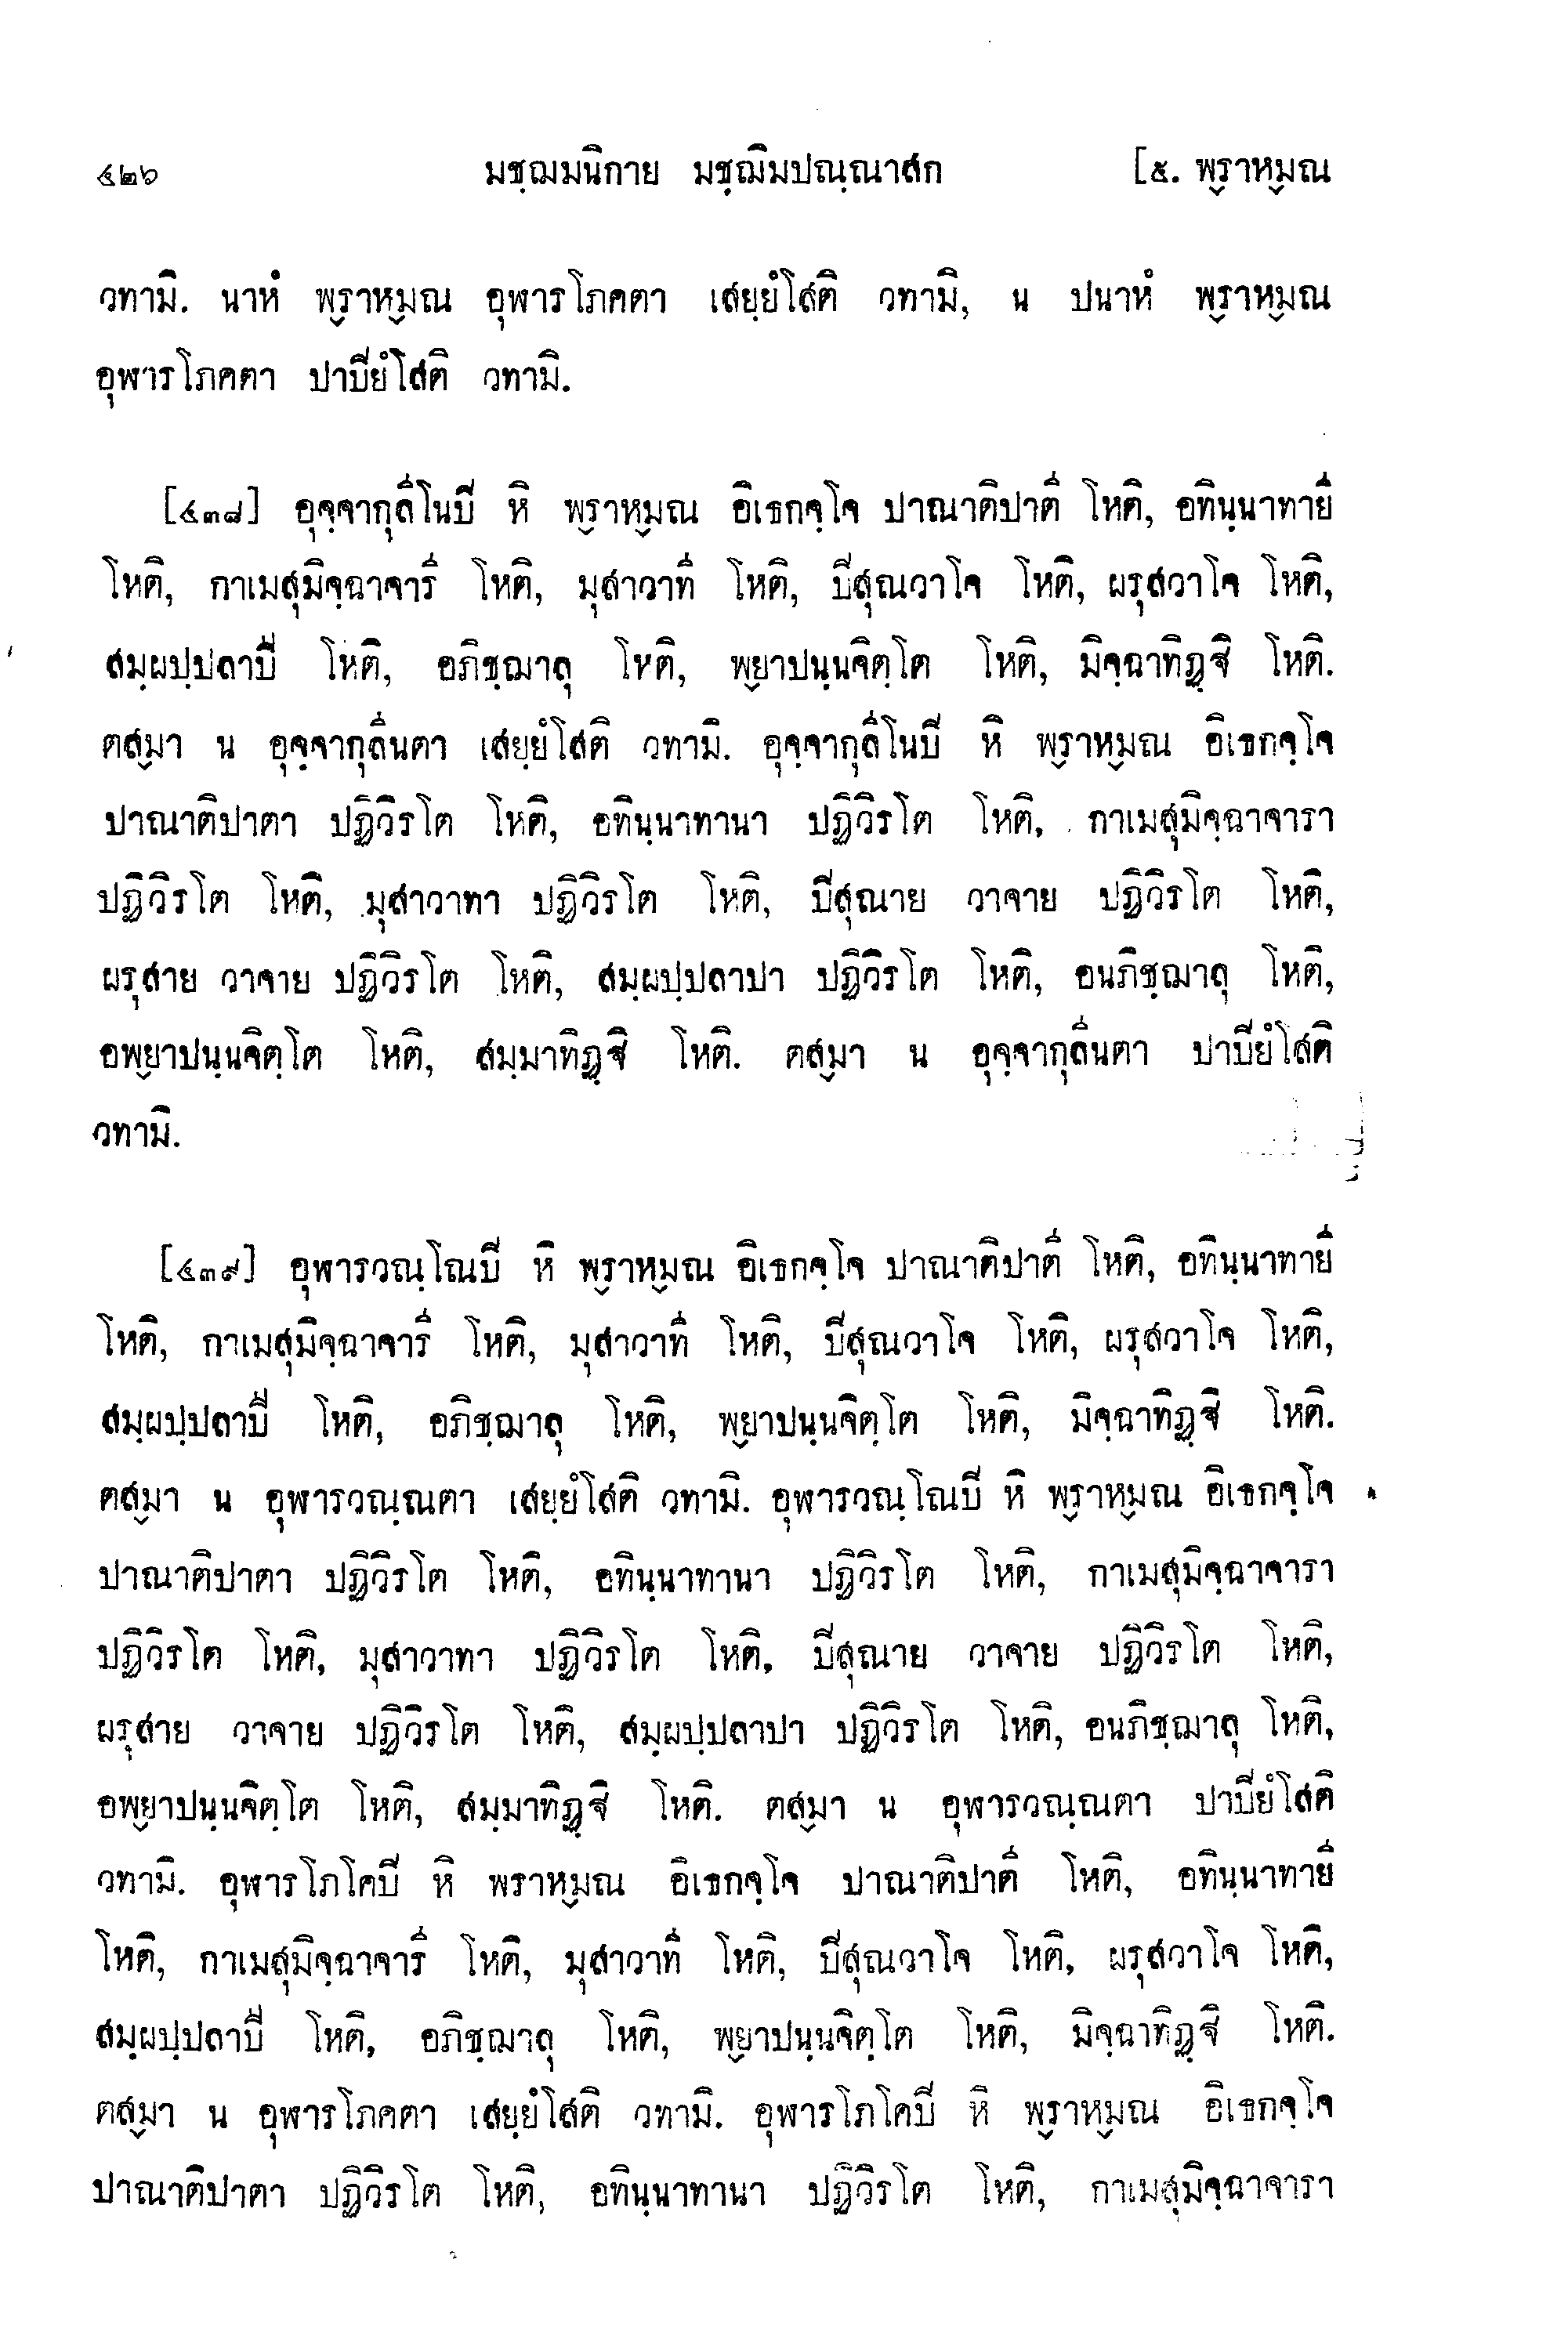 ๔๒๖ มชฺฌมนิกาย มชฺฌิมปณฺณาสก [๕. พฺราหฺมณ
วทามิ. นาหํ พฺราหฺมณ อุฬารโภคตา เสยฺยํโสติ วทามิ, น ปนาหํ พฺราหฺมณ
อุฬารโภคตา ปาปิยํโสติ วทามิ.
[๔๓๘] อุจฺจากุลีโนปิ หิ พฺราหฺมณ อิเธกจฺโจ ปาณาติปาตี โหติ, อทินฺนาทายี
โหติ, กาเมสุมิจฺฉาจารี โหติ, มุสาวาที โหติ, ปิสุณวาโจ โหติ, ผรุสวาโจ โหติ,
สมฺผปฺปลาปี โหติ, อภิชฺฌาลุ โหติ, พฺยาปนฺนจิตฺโต โหติ, มิจฺฉาทิฏฺฐิ โหติ.
ตสฺมา น อุจฺจากุลีนตา เสยฺยํโสติ วทามิ. อุจฺจากุลีโนปิ หิ พฺราหฺมณ อิเธกจฺโจ
ปาณาติปาตา ปฏิวิรโต โหติ, อทินฺนาทานา ปฏิวิรโต โหติ, กาเมสุมิจฺฉาจารา
ปฏิวิรโต โหติ, มุสาวาทา ปฏิวิรโต โหติ, ปิสุณาย วาจาย ปฏิวิรโต โหติ,
ผรุสาย วาจาย ปฏิวิรโต โหติ, สมฺผปฺปลาปา ปฏิวิรโต โหติ, อนภิชฺฌาลุ โหติ,
อพฺยาปนฺนจิตฺโต โหติ, สมฺมาทิฏฺฐิ โหติ. ตสฺมา น อุจฺจากุลีนตา ปาปิยํโสติ
วทามิ.
[๔๓๙] อุฬารวณฺโณปิ หิ พฺราหฺมณ อิเธกจฺโจ ปาณาติปาตี โหติ, อทินฺนาทายี
โหติ, กาเมสุมิจฺฉาจารี โหติ, มุสาวาที โหติ, ปิสุณวาโจ โหติ, ผรุสวาโจ โหติ,
สมฺผปฺปลาปี โหติ, อภิชฺฌาลุ โหติ, พฺยาปนฺนจิตฺโต โหติ, มิจฺฉาทิฏฺฐิ โหติ.
ตสฺมา น อุฬารวณฺณตา เสยฺยํโสติ วทามิ. อุฬารวณฺโณปิ หิ พฺราหฺมณ อิเธกจฺโจ
ปาณาติปาตา ปฏิวิรโต โหติ, อทินฺนาทานา ปฏิวิรโต โหติ, กาเมสุมิจฺฉาจารา
ปฏิวิรโต โหติ, มุสาวาทา ปฏิวิรโต โหติ, ปิสุณาย วาจาย ปฏิวิรโต โหติ,
ผรุสาย วาจาย ปฏิวิรโต โหติ, สมฺผปฺปลาปา ปฏิวิรโต โหติ, อนภิชฺฌาลุ โหติ,
อพฺยาปนฺนจิตฺโต โหติ, สมฺมาทิฏฺฐิ โหติ. ตสฺมา น อุฬารวณฺณตา ปาปิยํโสติ
วทามิ. อุฬารโภโคปิ หิ พราหฺมณ อิเธกจฺโจ ปาณาติปาตี โหติ, อทินฺนาทายี
โหติ, กาเมสุมิจฺฉาจารี โหติ, มุสาวาที โหติ, ปิสุณวาโจ โหติ, ผรุสวาโจ โหติ,
สมฺผปฺปลาปี โหติ, อภิชฺฌาลุ โหติ, พฺยาปนฺนจิตฺโต โหติ, มิจฺฉาทิฏฺฐิ โหติ.
ตสฺมา น อุฬารโภคตา เสยฺยํโสติ วทามิ. อุฬารโภโคปิ หิ พฺราหฺมณ อิเธกจฺโจ
ปาณาติปาตา ปฏิวิรโต โหติ, อทินฺนาทานา ปฏิวิรโต โหติ, กาเมสุมิจฺฉาจารา